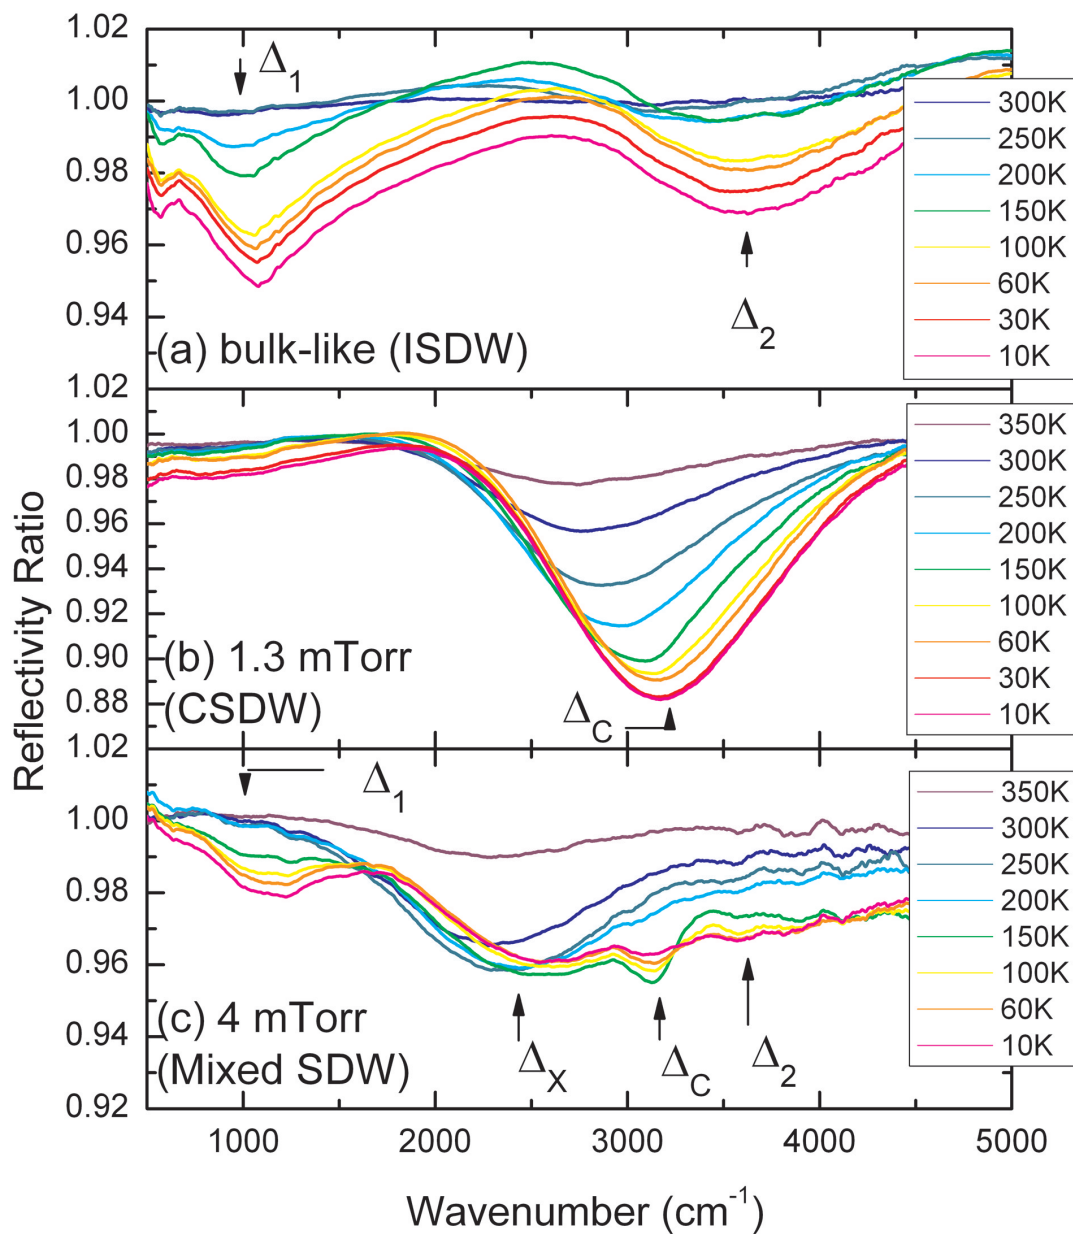 1.02
1.00
0.98
0.96
0.94
Δ1
Δ2
(a) bulk-like (ISDW)
300K
250K
200K
150K
100K
60K
30K
10K
1.02
1.00
0.98
0.96
0.94
0.92
0.90
0.88
(b) 1.3 mTorr
(CSDW)
ΔC
350K
300K
250K
200K
150K
100K
60K
30K
10K
Reflectivity Ratio
1.02
1.00
0.98
0.96
0.94
0.92
Δ1
(c) 4 mTorr
(Mixed SDW)
ΔX
ΔC
Δ2
350K
300K
250K
200K
150K
100K
60K
10K
1000 2000 3000 4000 5000
Wavenumber (cm⁻¹)